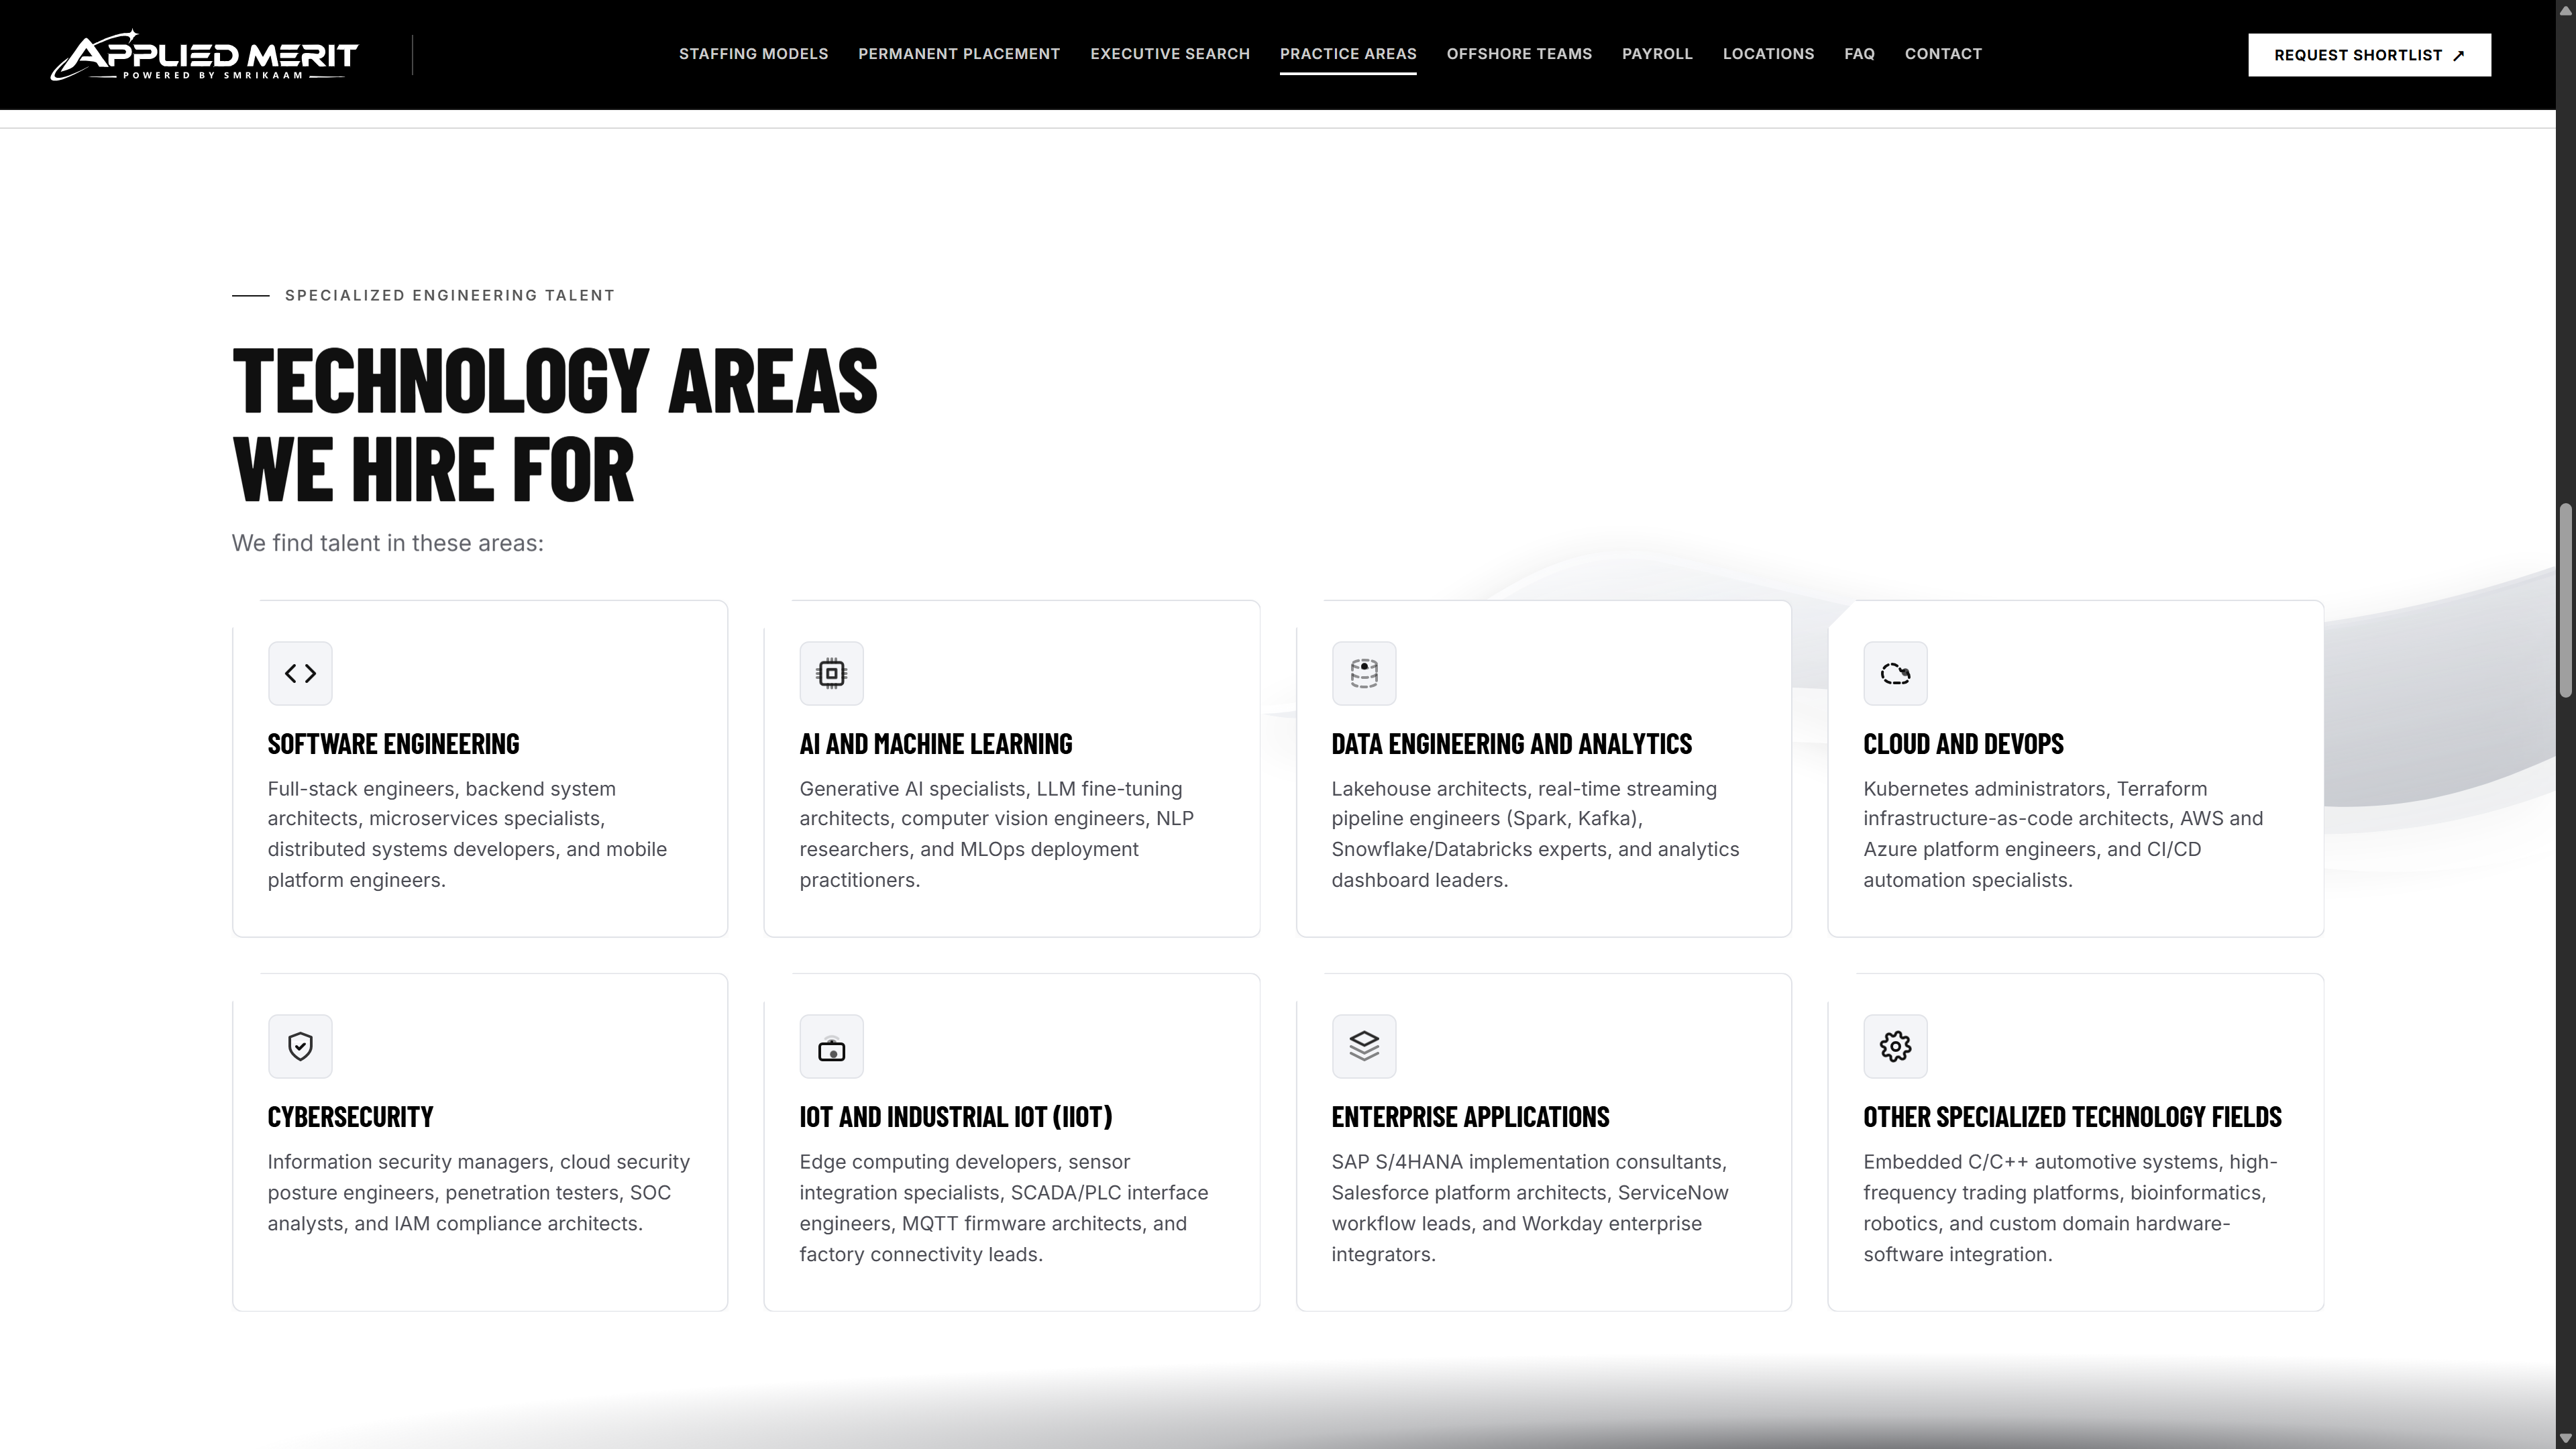 APPLIED MERIT
POWERED BY SMRIKAAM
STAFFING MODELS
PERMANENT PLACEMENT
EXECUTIVE SEARCH
PRACTICE AREAS
OFFSHORE TEAMS
PAYROLL
LOCATIONS
FAQ
CONTACT
REQUEST SHORTLIST ↗
SPECIALIZED ENGINEERING TALENT
TECHNOLOGY AREAS
WE HIRE FOR
We find talent in these areas:
SOFTWARE ENGINEERING
Full-stack engineers, backend system
architects, microservices specialists,
distributed systems developers, and mobile
platform engineers.
AI AND MACHINE LEARNING
Generative AI specialists, LLM fine-tuning
architects, computer vision engineers, NLP
researchers, and MLOps deployment
practitioners.
DATA ENGINEERING AND ANALYTICS
Lakehouse architects, real-time streaming
pipeline engineers (Spark, Kafka),
Snowflake/Databricks experts, and analytics
dashboard leaders.
CLOUD AND DEVOPS
Kubernetes administrators, Terraform
infrastructure-as-code architects, AWS and
Azure platform engineers, and CI/CD
automation specialists.
CYBERSECURITY
Information security managers, cloud security
posture engineers, penetration testers, SOC
analysts, and IAM compliance architects.
IOT AND INDUSTRIAL IOT (IIOT)
Edge computing developers, sensor
integration specialists, SCADA/PLC interface
engineers, MQTT firmware architects, and
factory connectivity leads.
ENTERPRISE APPLICATIONS
SAP S/4HANA implementation consultants,
Salesforce platform architects, ServiceNow
workflow leads, and Workday enterprise
integrators.
OTHER SPECIALIZED TECHNOLOGY FIELDS
Embedded C/C++ automotive systems, high-
frequency trading platforms, bioinformatics,
robotics, and custom domain hardware-
software integration.